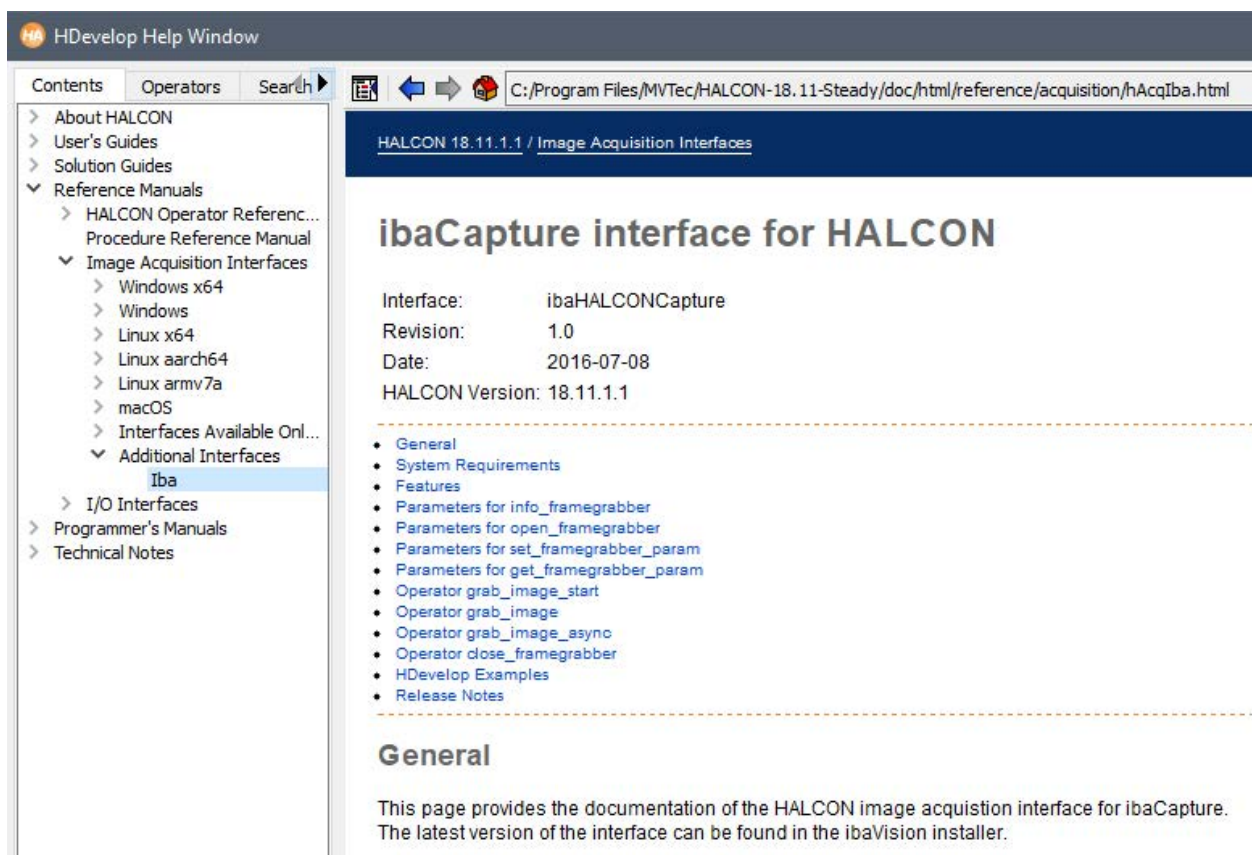 HA HDevelop Help Window
Contents Operators Search
C:/Program Files/MVTec/HALCON-18.11-Steady/doc/html/reference/acquisition/hAcqIba.html
About HALCON
User's Guides
Solution Guides
Reference Manuals
HALCON Operator Referenc...
Procedure Reference Manual
Image Acquisition Interfaces
Windows x64
Windows
Linux x64
Linux aarch64
Linux armv7a
macOS
Interfaces Available Onl...
Additional Interfaces
Iba
I/O Interfaces
Programmer's Manuals
Technical Notes
HALCON 18.11.1.1 / Image Acquisition Interfaces
ibaCapture interface for HALCON
Interface: ibaHALCONCapture
Revision: 1.0
Date: 2016-07-08
HALCON Version: 18.11.1.1
• General
• System Requirements
• Features
• Parameters for info_framegrabber
• Parameters for open_framegrabber
• Parameters for set_framegrabber_param
• Parameters for get_framegrabber_param
• Operator grab_image_start
• Operator grab_image
• Operator grab_image_async
• Operator close_framegrabber
• HDevelop Examples
• Release Notes
General
This page provides the documentation of the HALCON image acquistion interface for ibaCapture.
The latest version of the interface can be found in the ibaVision installer.